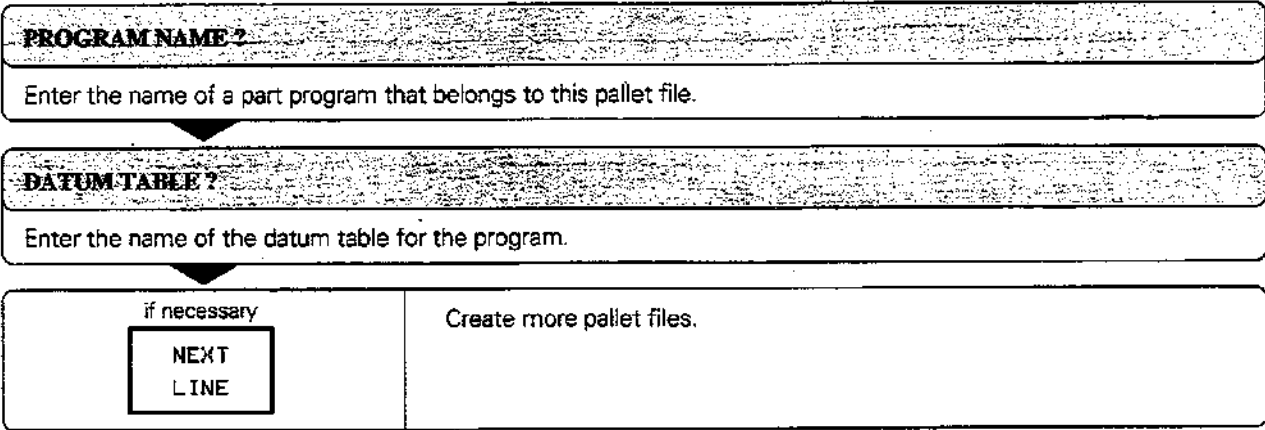 PROGRAM NAME ?
Enter the name of a part program that belongs to this pallet file.
DATUM TABLE ?
Enter the name of the datum table for the program.
if necessary
NEXT
LINE
Create more pallet files.